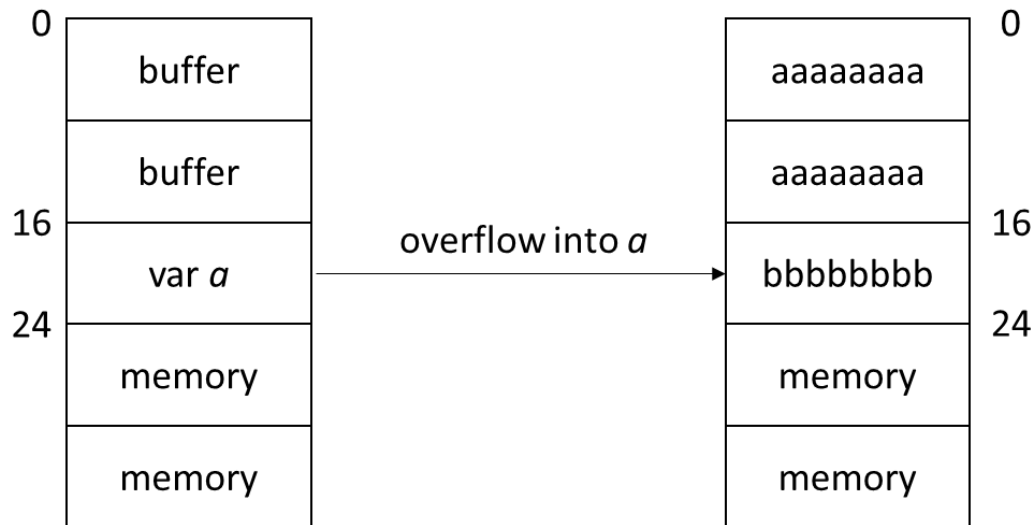 0
buffer
buffer
16
var a
24
memory
memory
overflow into a
0
aaaaaaaa
aaaaaaaa
16
bbbbbbbb
24
memory
memory